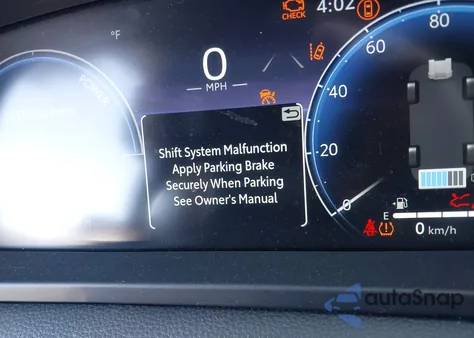 CHECK
4:02
°F
80
60
0
MPH
POWER
40
Shift System Malfunction
Apply Parking Brake
Securely When Parking
See Owner's Manual
20
0
E
0 km/h
autoSnap